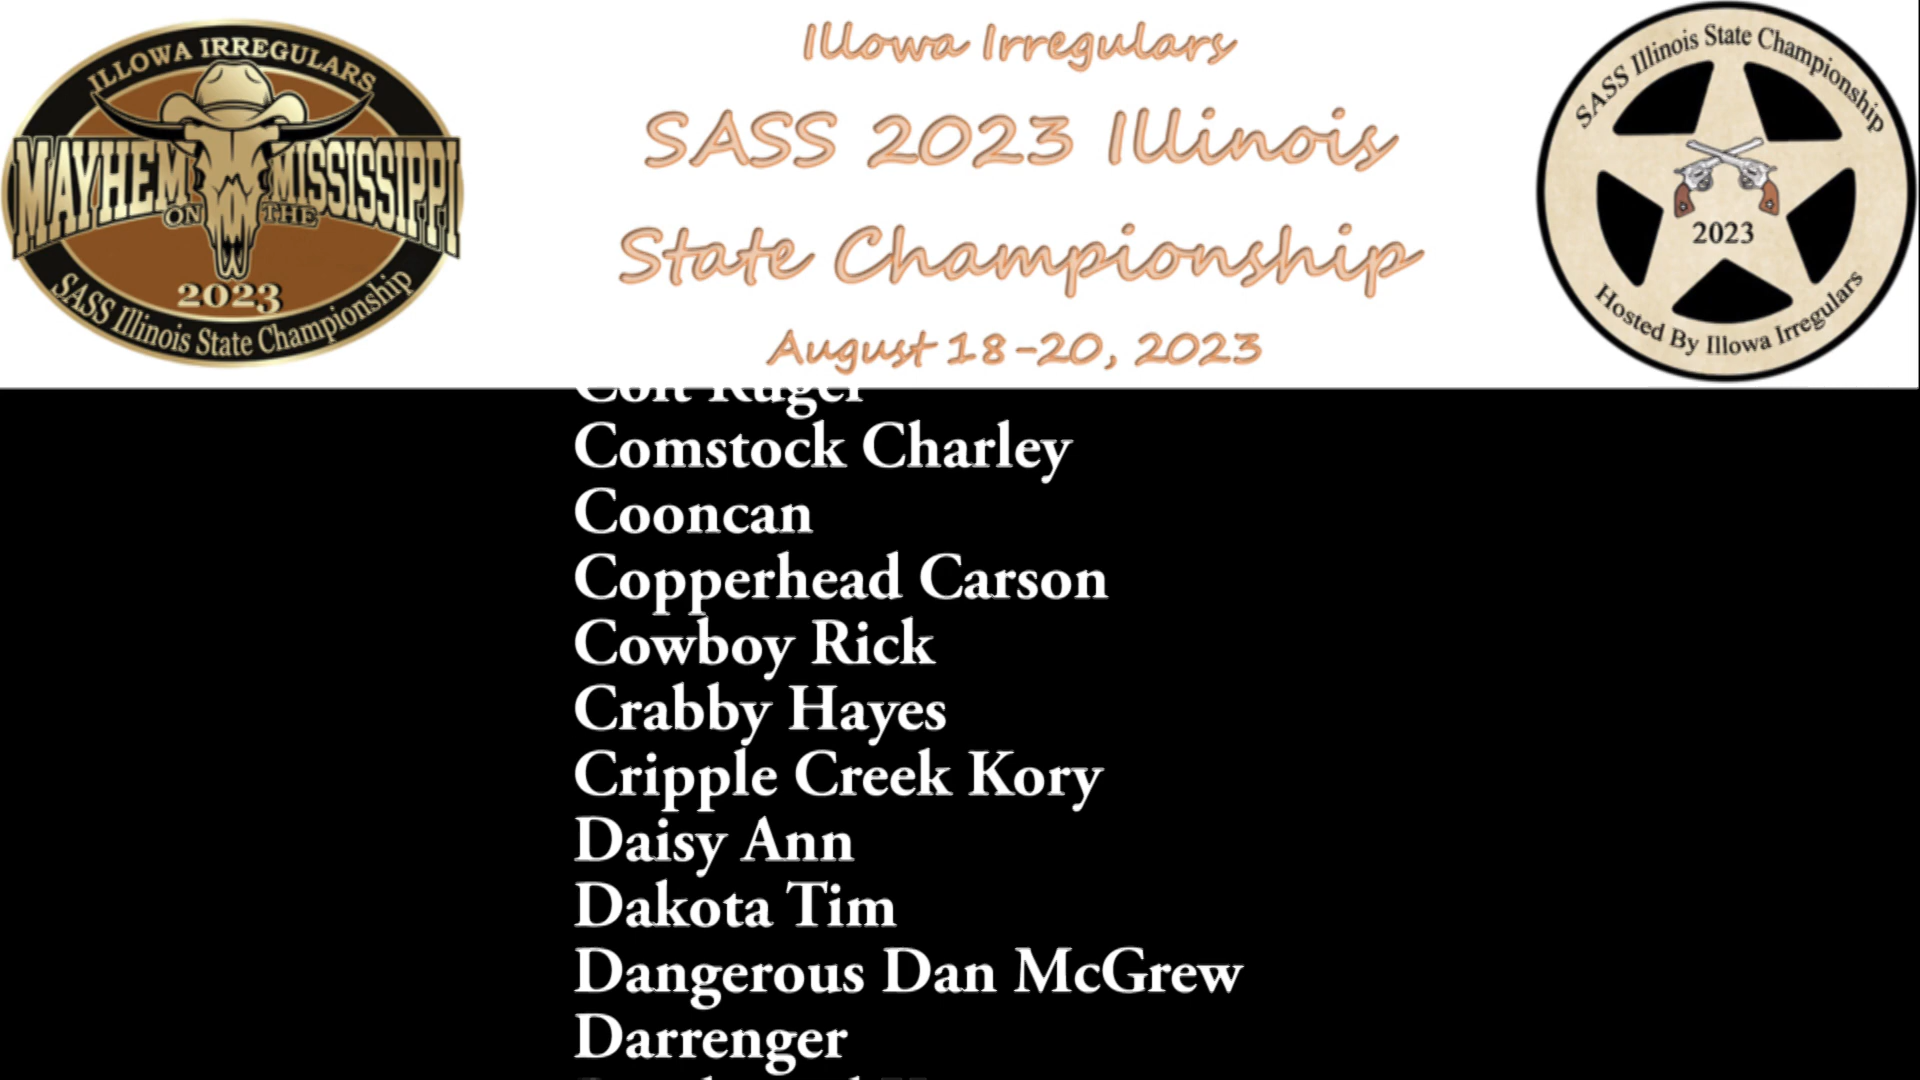 ILLOWA IRREGULARS
MAYHEM ON THE MISSISSIPPI
2023
SASS Illinois State Championship
Illowa Irregulars
SASS 2023 Illinois
State Championship
August 18-20, 2023
SASS Illinois State Championship
2023
Hosted By Illowa Irregulars
Colt Ruger
Comstock Charley
Cooncan
Copperhead Carson
Cowboy Rick
Crabby Hayes
Cripple Creek Kory
Daisy Ann
Dakota Tim
Dangerous Dan McGrew
Darrenger